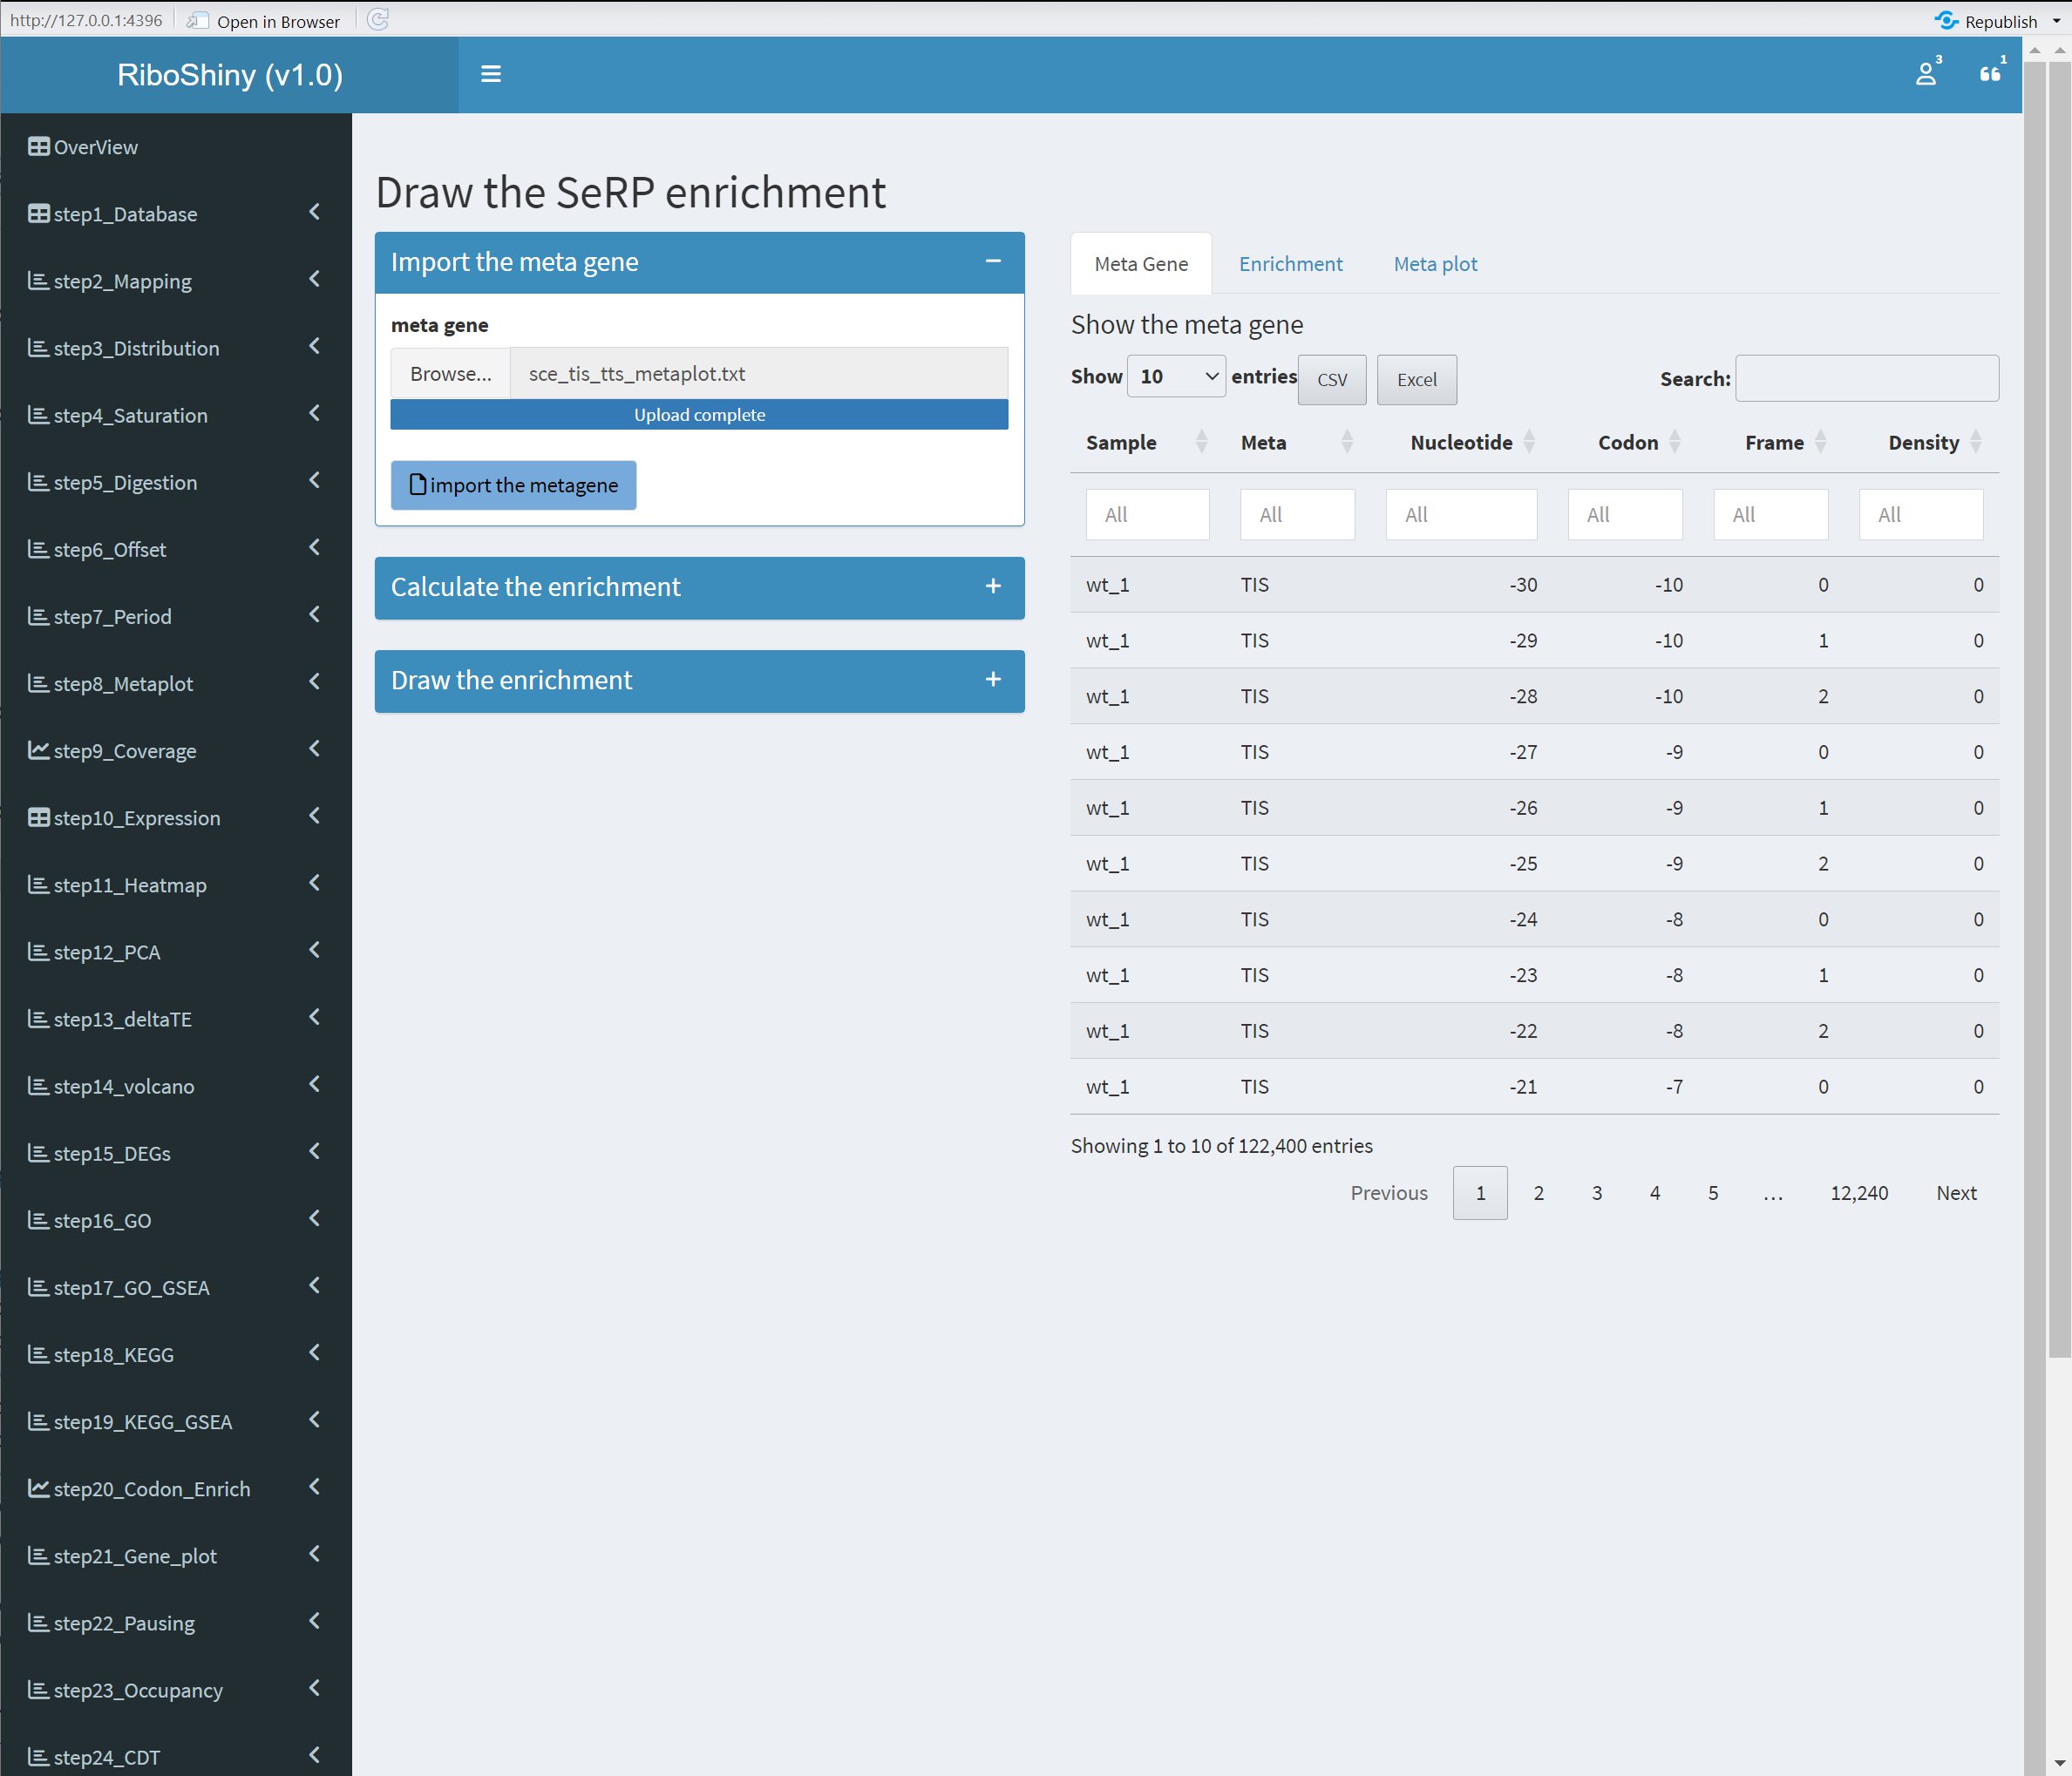 http://127.0.0.1:4396 Open in Browser Republish
RiboShiny (v1.0) 3 1
OverView
step1_Database
step2_Mapping
step3_Distribution
step4_Saturation
step5_Digestion
step6_Offset
step7_Period
step8_Metaplot
step9_Coverage
step10_Expression
step11_Heatmap
step12_PCA
step13_deltaTE
step14_volcano
step15_DEGs
step16_GO
step17_GO_GSEA
step18_KEGG
step19_KEGG_GSEA
step20_Codon_Enrich
step21_Gene_plot
step22_Pausing
step23_Occupancy
step24_CDT
Draw the SeRP enrichment
Import the meta gene
meta gene
Browse... sce_tis_tts_metaplot.txt
Upload complete
import the metagene
Calculate the enrichment
Draw the enrichment
Meta Gene Enrichment Meta plot
Show the meta gene
Show 10 entries CSV Excel Search:
Sample Meta Nucleotide Codon Frame Density
All All All All All All
wt_1 TIS -30 -10 0 0
wt_1 TIS -29 -10 1 0
wt_1 TIS -28 -10 2 0
wt_1 TIS -27 -9 0 0
wt_1 TIS -26 -9 1 0
wt_1 TIS -25 -9 2 0
wt_1 TIS -24 -8 0 0
wt_1 TIS -23 -8 1 0
wt_1 TIS -22 -8 2 0
wt_1 TIS -21 -7 0 0
Showing 1 to 10 of 122,400 entries
Previous 1 2 3 4 5 … 12,240 Next